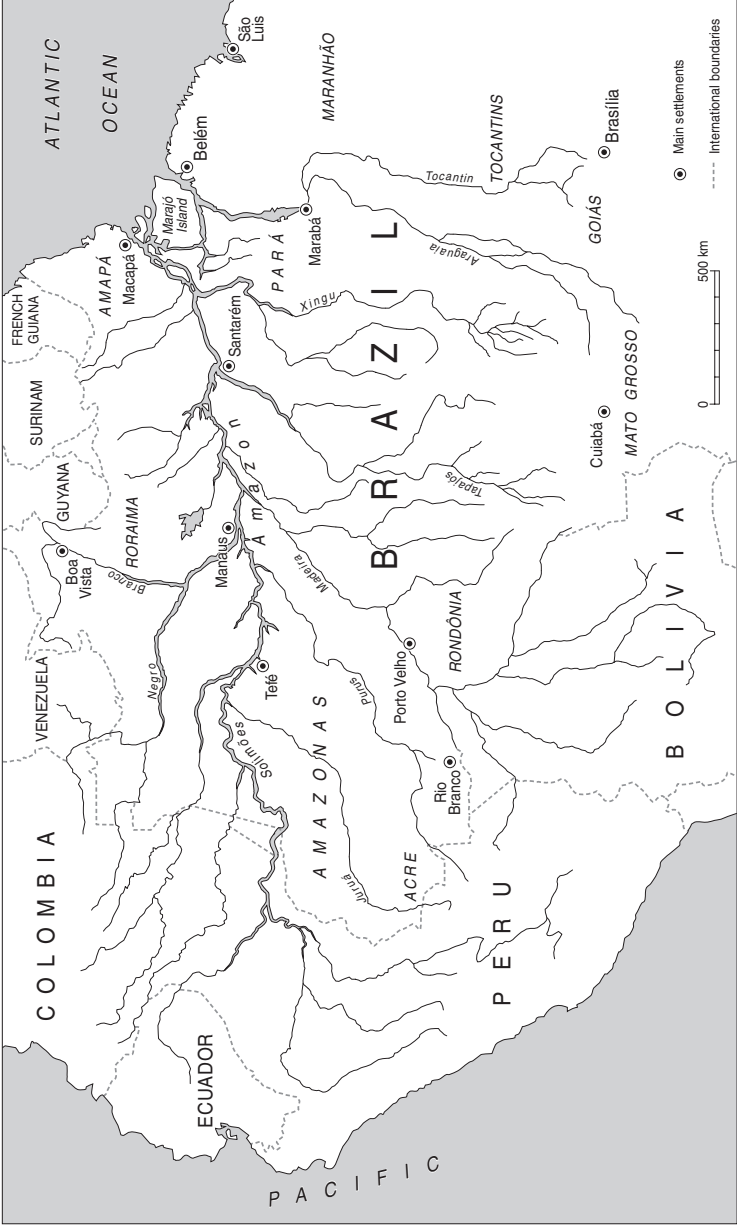 ATLANTIC
OCEAN
São
Luis
MARANHÃO
Belém
Marajó
Island
Macapá
AMAPÁ
FRENCH
GUIANA
SURINAM
GUYANA
VENEZUELA
COLOMBIA
ECUADOR
PACIFIC
PERU
BOLIVIA
BRAZIL
PARÁ
Marabá
TOCANTINS
Tocantin
Araguaia
GOIÁS
Brasília
Xingu
Santarém
Amazon
Tapajós
Cuiabá
MATO GROSSO
RORAIMA
Boa
Vista
Branco
Negro
Manaus
Madeira
RONDÔNIA
Porto Velho
Purus
Tefé
Solimões
AMAZONAS
Juruá
ACRE
Rio
Branco
Main settlements
International boundaries
0 500 km